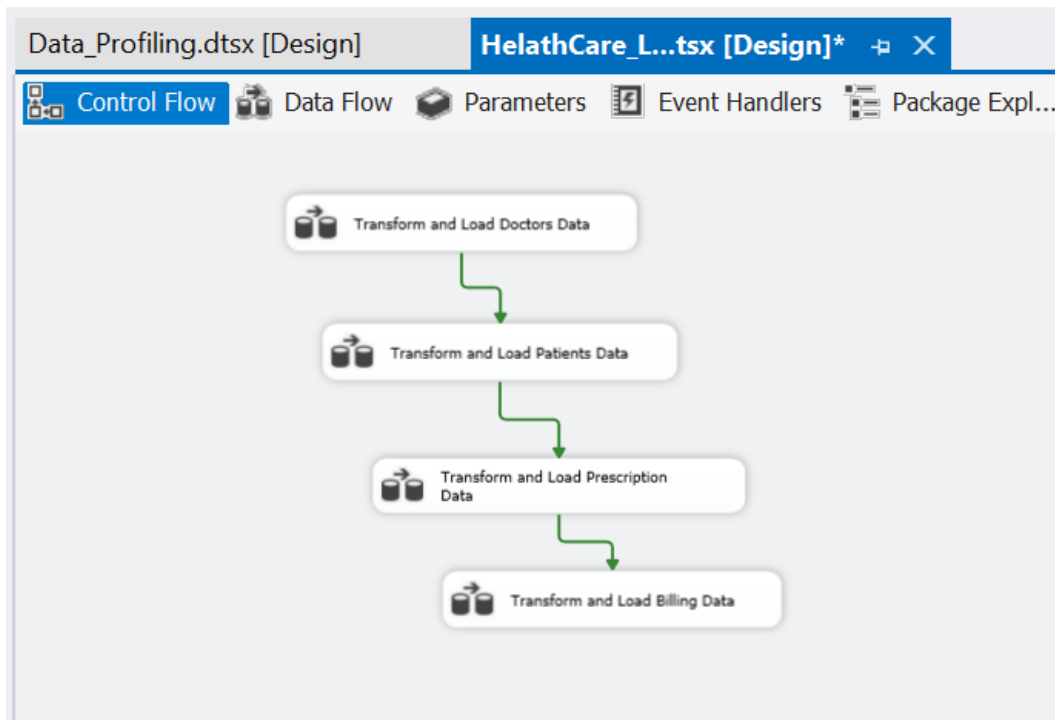 Data_Profiling.dtsx [Design]
HelathCare_L...tsx [Design]*
Control Flow
Data Flow
Parameters
Event Handlers
Package Expl...
Transform and Load Doctors Data
Transform and Load Patients Data
Transform and Load Prescription
Data
Transform and Load Billing Data